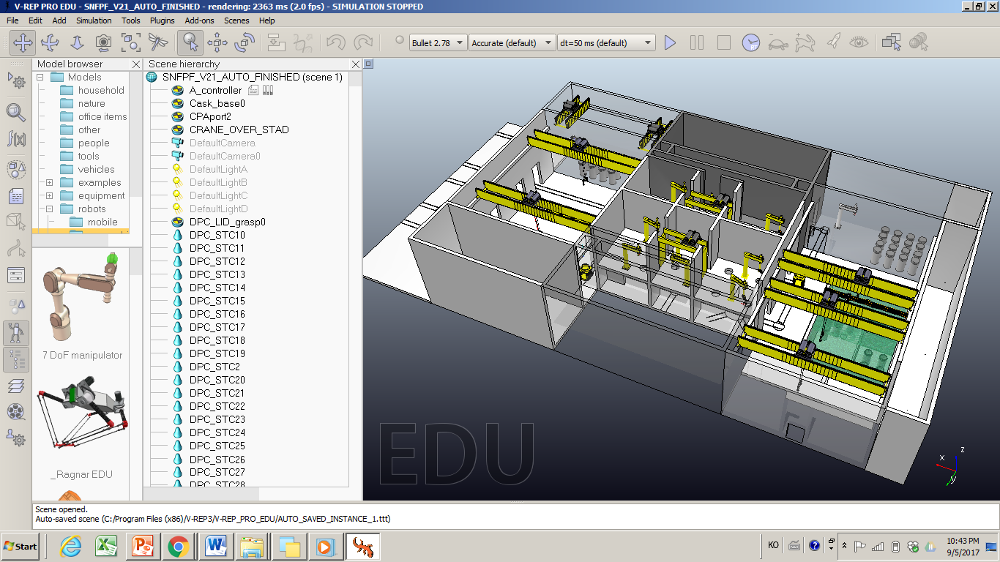 V-REP PRO EDU - SNFPF_V21_AUTO_FINISHED - rendering: 2363 ms (2.0 fps) - SIMULATION STOPPED
File Edit Add Simulation Tools Plugins Add-ons Scenes Help
Bullet 2.78 Accurate (default) dt=50 ms (default)
RT
Model browser
Models
household
nature
office items
other
people
tools
vehicles
examples
equipment
robots
mobile
7 DoF manipulator
_Ragnar EDU
f(x)
Scene hierarchy
SNFPF_V21_AUTO_FINISHED (scene 1)
A_controller
Cask_base0
CPAport2
CRANE_OVER_STAD
DefaultCamera
DefaultCamera0
DefaultLightA
DefaultLightB
DefaultLightC
DefaultLightD
DPC_LID_grasp0
DPC_STC10
DPC_STC11
DPC_STC12
DPC_STC13
DPC_STC14
DPC_STC15
DPC_STC16
DPC_STC17
DPC_STC18
DPC_STC19
DPC_STC2
DPC_STC20
DPC_STC21
DPC_STC22
DPC_STC23
DPC_STC24
DPC_STC25
DPC_STC26
DPC_STC27
DPC_STC28
EDU
x
z
y
Scene opened.
Auto-saved scene (C:/Program Files (x86)/V-REP3/V-REP_PRO_EDU/AUTO_SAVED_INSTANCE_1.ttt)
Start
KO
10:43 PM
9/5/2017